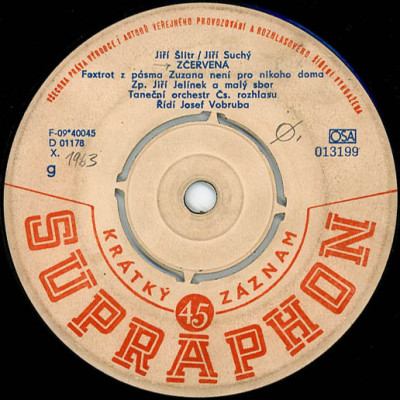 VŠECHNA PRÁVA VÝROBCE I AUTORŮ VEŘEJNÉHO PROVOZOVÁNÍ A ROZHLASOVÉHO ŠÍŘENÍ VYHRAŽENA
Jiří Šlitr / Jiří Suchý
ZČERVENÁ
Foxtrot z pásma Zuzana není pro nikoho doma
Zp. Jiří Jelínek a malý sbor
Taneční orchestr Čs. rozhlasu
Řídí Josef Vobruba
F-09*40045
D 01178
X. 1963
g
OSA
013199
KRÁTKÝ 45 ZÁZNAM
SUPRAPHON